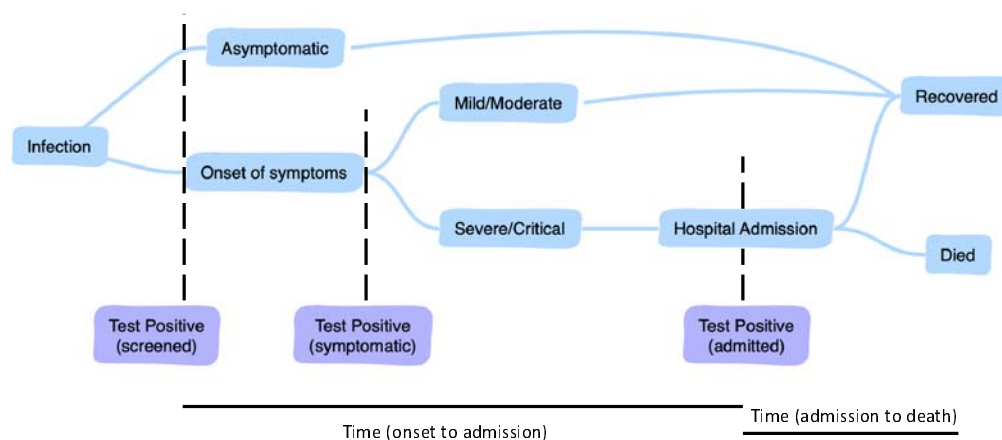 Asymptomatic
Mild/Moderate
Recovered
Infection
Onset of symptoms
Severe/Critical
Hospital Admission
Died
Test Positive
(screened)
Test Positive
(symptomatic)
Test Positive
(admitted)
Time (onset to admission)
Time (admission to death)